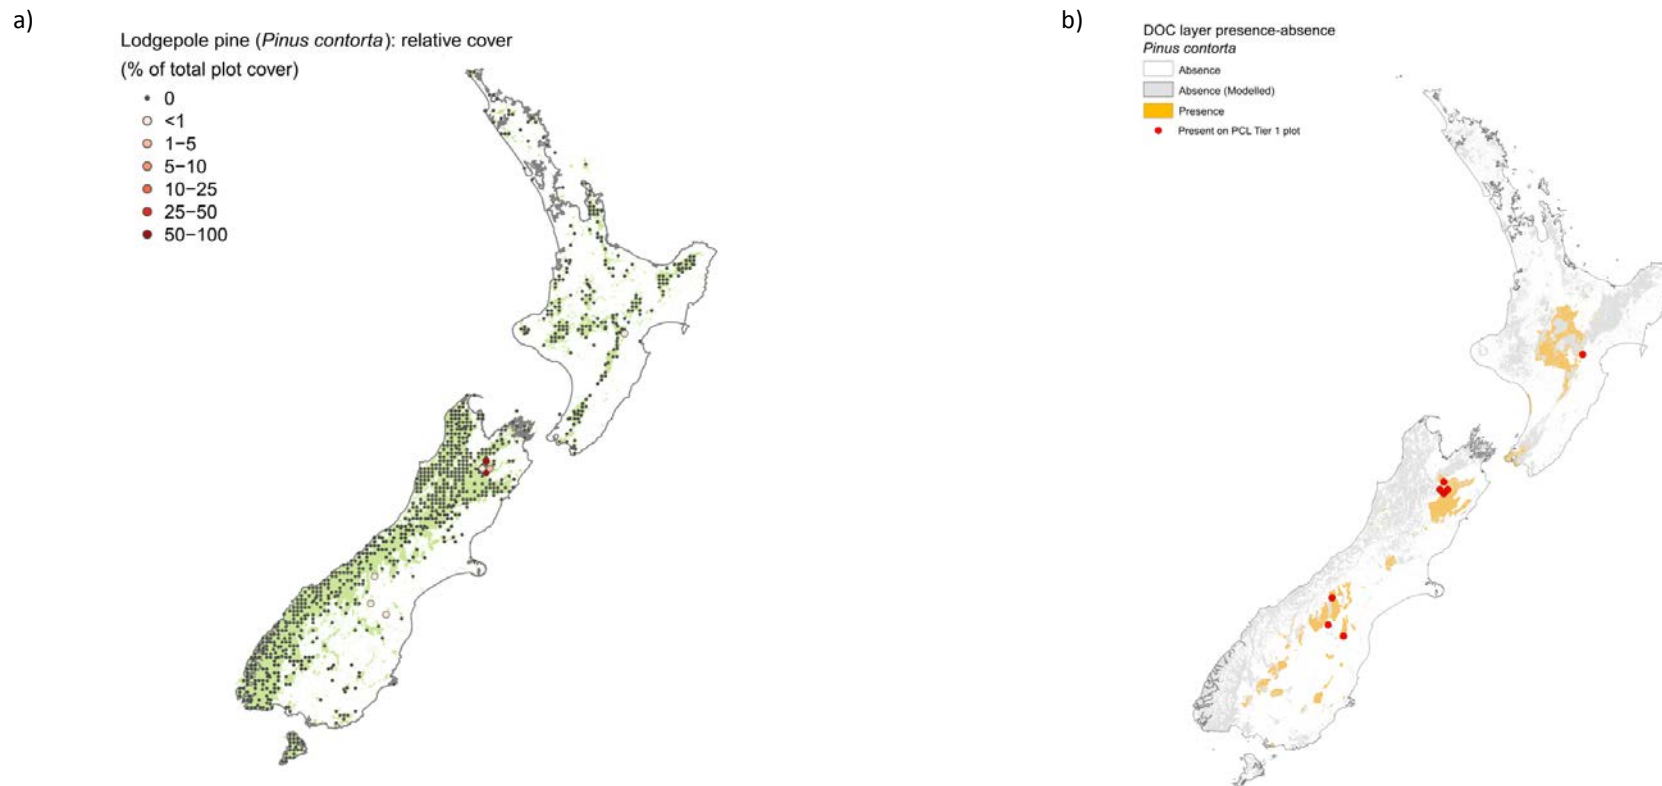 a)
Lodgepole pine (Pinus contorta): relative cover
(% of total plot cover)
0
<1
1−5
5−10
10−25
25−50
50−100
b)
DOC layer presence-absence
Pinus contorta
Absence
Absence (Modelled)
Presence
Present on PCL Tier 1 plot